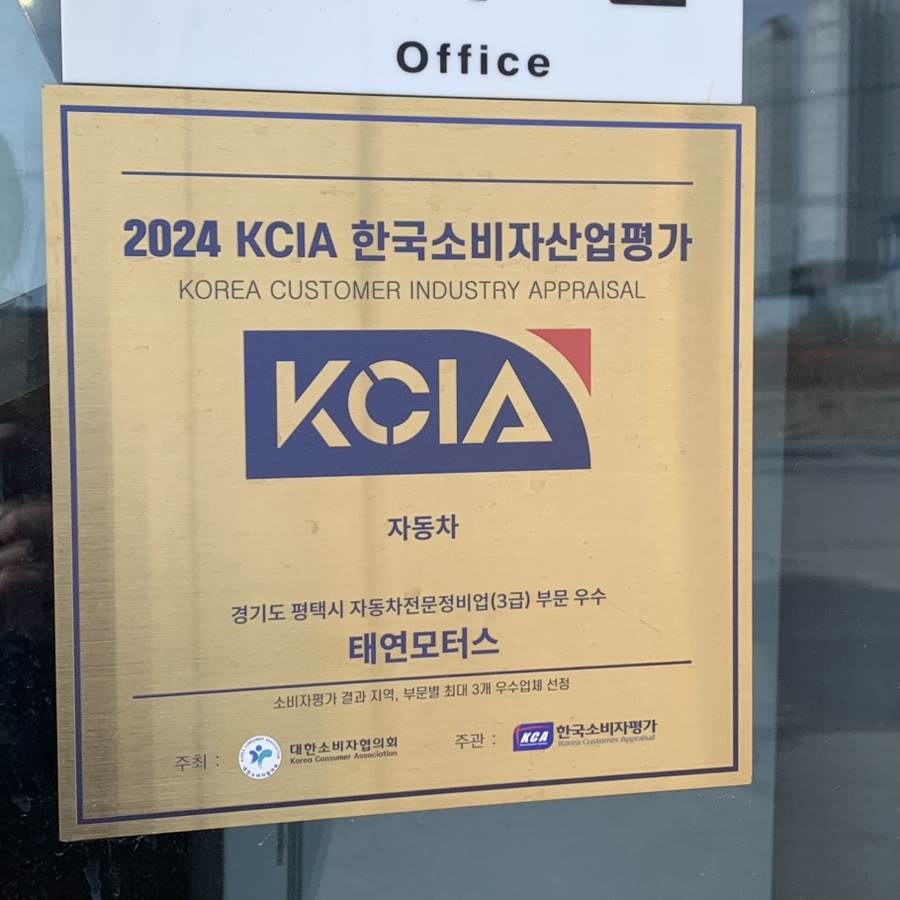 Office
2024 KCIA 한국소비자산업평가
KOREA CUSTOMER INDUSTRY APPRAISAL
KCIA
자동차
경기도 평택시 자동차전문정비업(3급) 부문 우수
태연모터스
소비자평가 결과 지역, 부문별 최대 3개 우수업체 선정
주최 : 대한소비자협의회
Korea Consumer Association
주관 : KCA 한국소비자평가
Korea Customer Appraisal